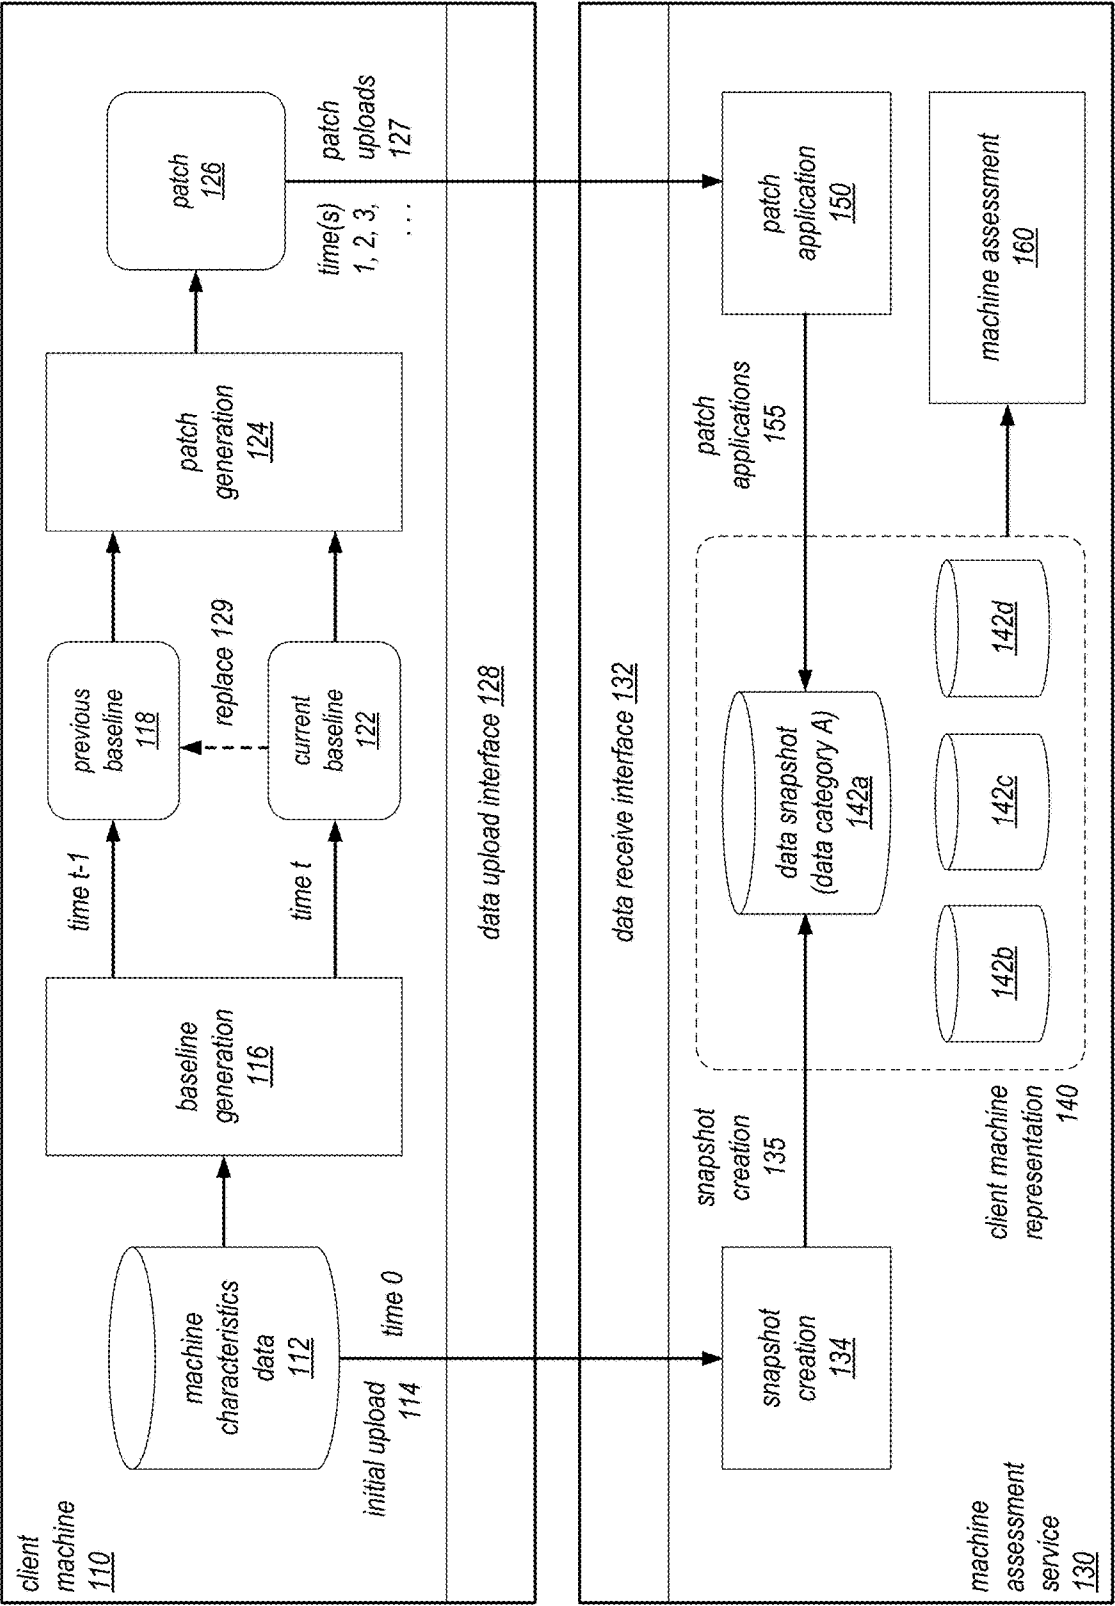 client
machine
110
machine
characteristics
data
112
initial upload
114
time 0
baseline
generation
116
time t-1
time t
previous
baseline
118
replace 129
current
baseline
122
patch
generation
124
patch
126
time(s)
1, 2, 3,
...
patch
uploads
127
data upload interface 128
data receive interface 132
machine
assessment
service
130
snapshot
creation
134
snapshot
creation
135
data snapshot
(data category A)
142a
142b
142c
142d
client machine
representation
140
patch
applications
155
patch
application
150
machine assessment
160